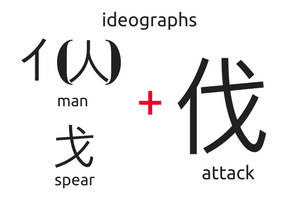 ideographs
亻(人)
man
戈
spear
+
伐
attack